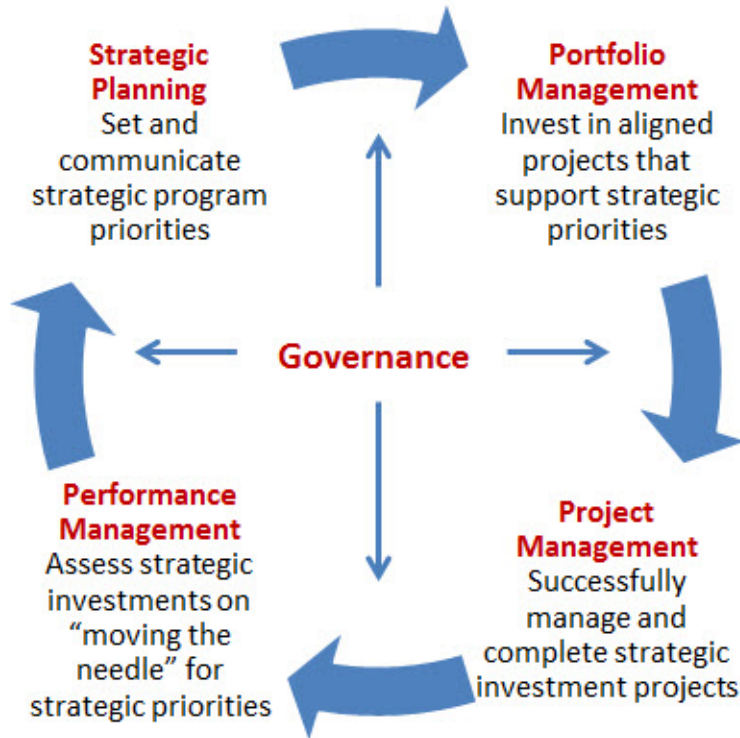 Strategic
Planning
Set and
communicate
strategic program
priorities
Portfolio
Management
Invest in aligned
projects that
support strategic
priorities
Governance
Performance
Management
Assess strategic
investments on
“moving the
needle” for
strategic priorities
Project
Management
Successfully
manage and
complete strategic
investment projects